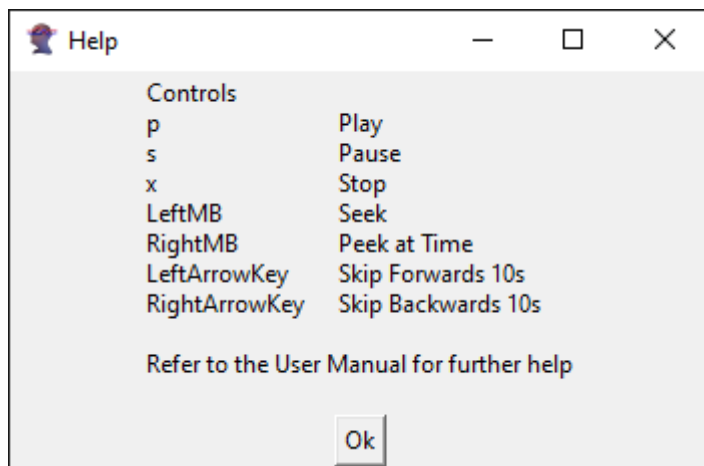 Help
Controls
p Play
s Pause
x Stop
LeftMB Seek
RightMB Peek at Time
LeftArrowKey Skip Forwards 10s
RightArrowKey Skip Backwards 10s
Refer to the User Manual for further help
Ok